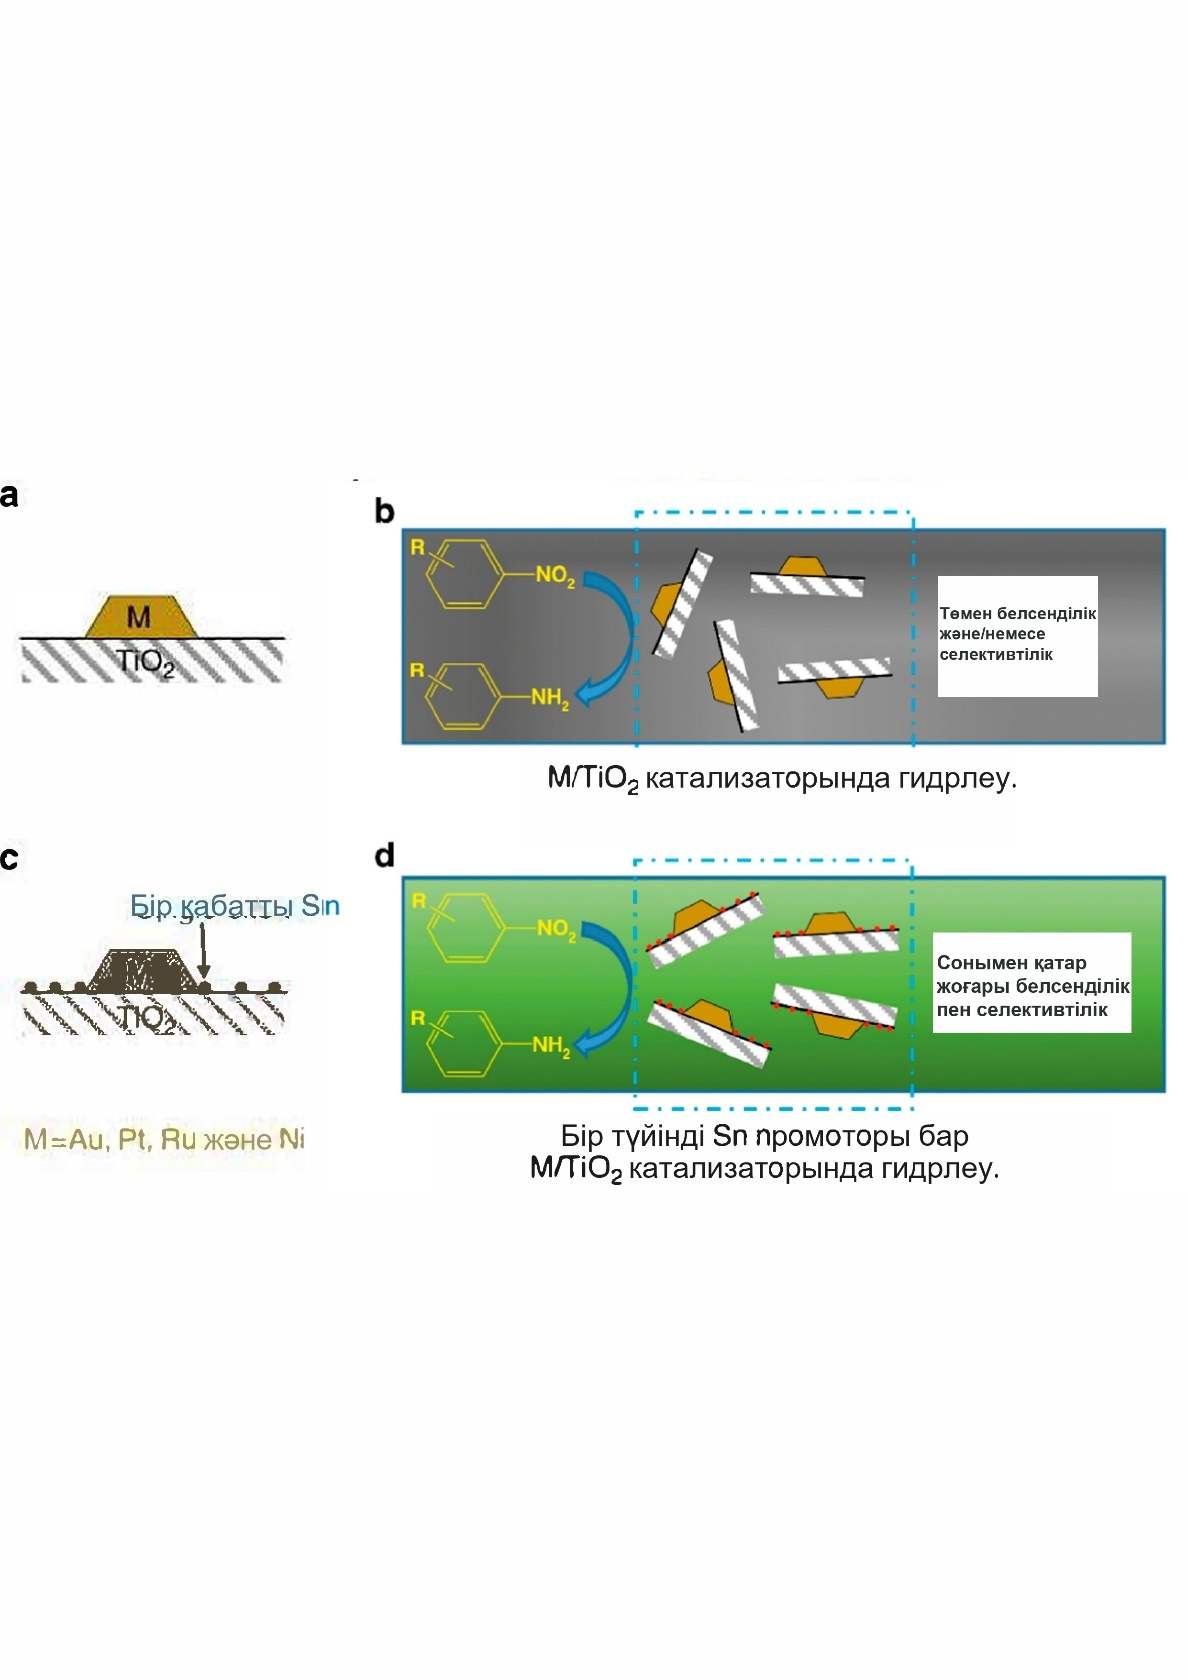 a
M
TiO₂
b
R
NO₂
R
NH₂
Төмен белсенділік
және/немесе
селективтілік
M/TiO₂ катализаторында гидрлеу.
c
Бір қабатты Sn
M
TiO₂
M=Au, Pt, Ru және Ni
d
R
NO₂
R
NH₂
Сонымен қатар
жоғары белсенділік
пен селективтілік
Бір түйінді Sn промоторы бар
M/TiO₂ катализаторында гидрлеу.